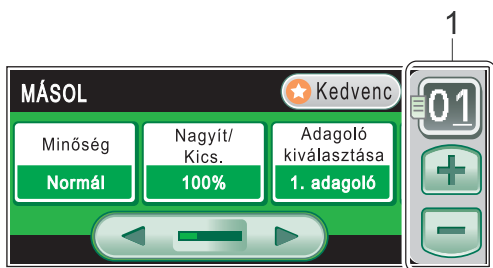 1
MÁSOL
Kedvenc
01
Minőség
Normál
Nagyít/
Kics.
100%
Adagoló
kiválasztása
1. adagoló